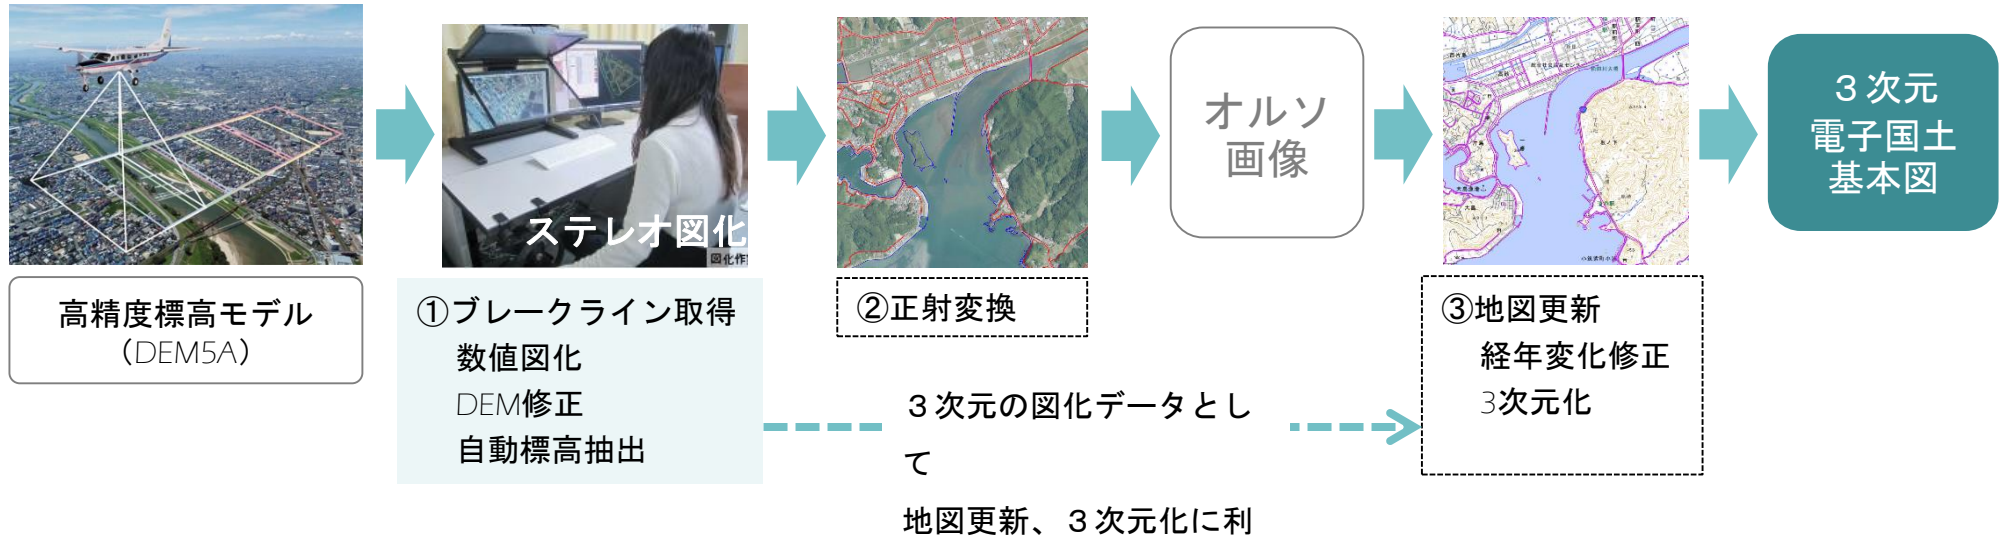 ステレオ図化
図化作
高精度標高モデル
（DEM5A）
①ブレークライン取得
数値図化
DEM修正
自動標高抽出
②正射変換
３次元の図化データとし
て
地図更新、３次元化に利
オルソ
画像
③地図更新
経年変化修正
3次元化
３次元
電子国土
基本図